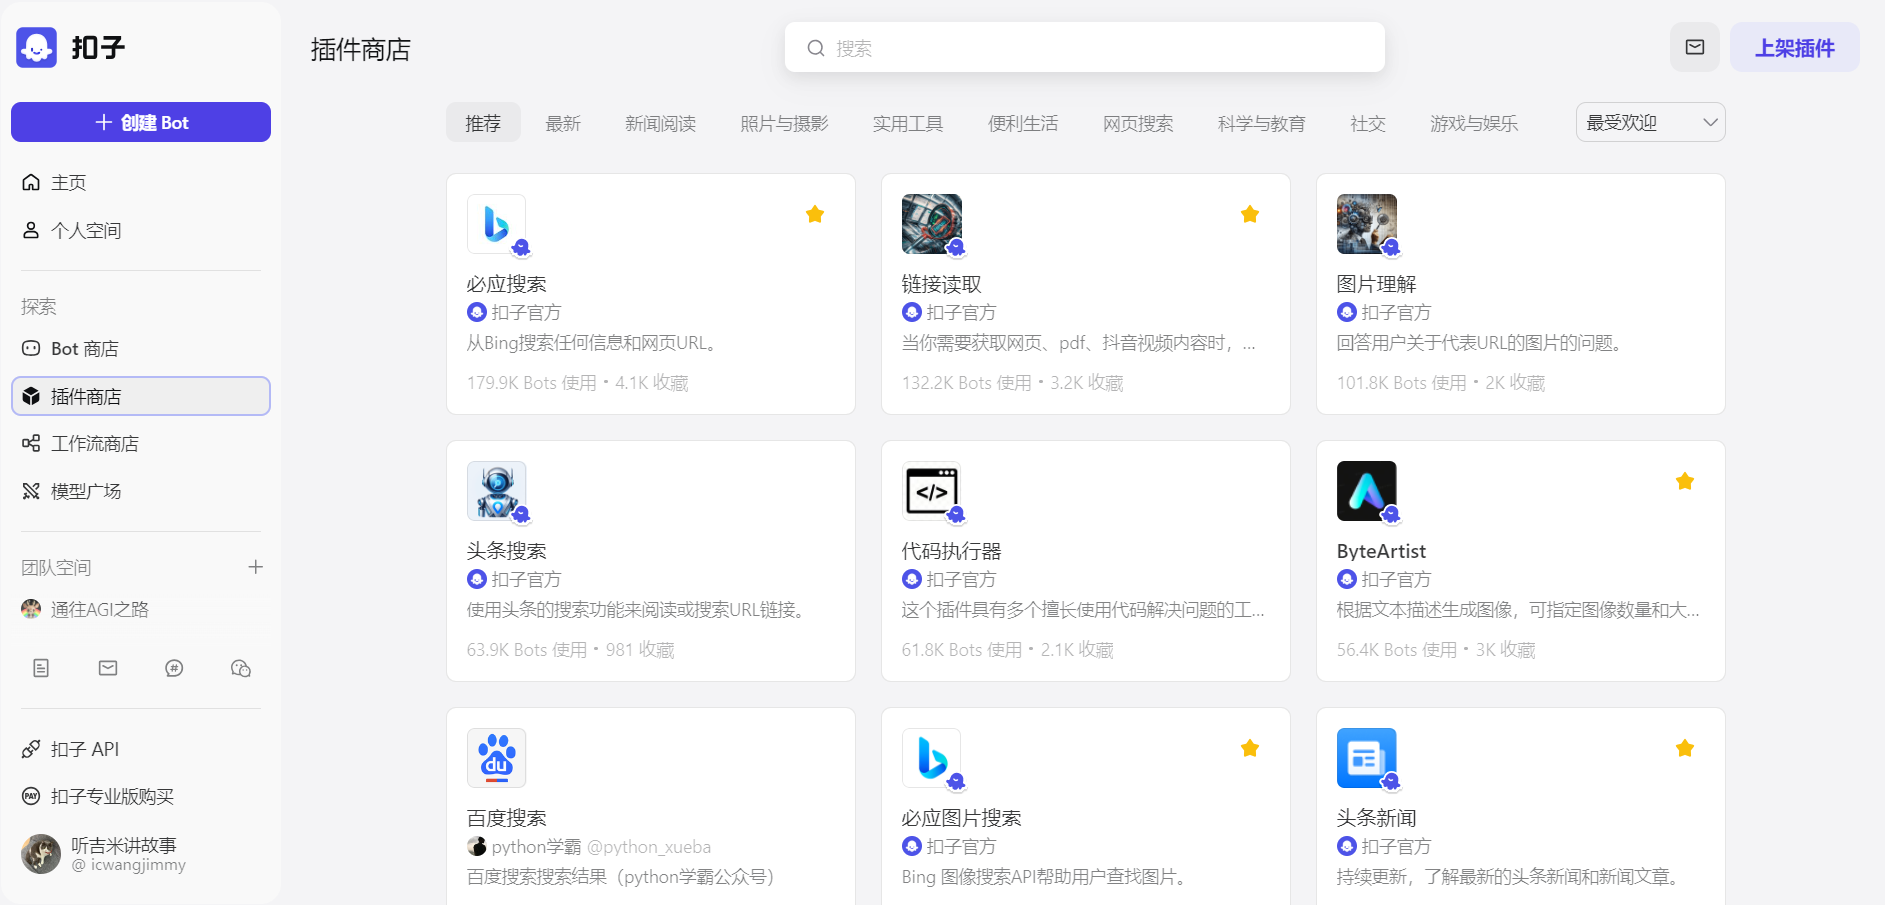 扣子
插件商店
搜索
上架插件
创建 Bot
主页
个人空间
探索
Bot 商店
插件商店
工作流商店
模型广场
团队空间
通往AGI之路
扣子 API
PAY
扣子专业版购买
听吉米讲故事
@ icwangjimmy
推荐 最新 新闻阅读 照片与摄影 实用工具 便利生活 网页搜索 科学与教育 社交 游戏与娱乐 最受欢迎
必应搜索
扣子官方
从Bing搜索任何信息和网页URL。
179.9K Bots 使用 • 4.1K 收藏
链接读取
扣子官方
当你需要获取网页、pdf、抖音视频内容时，...
132.2K Bots 使用 • 3.2K 收藏
图片理解
扣子官方
回答用户关于代表URL的图片的问题。
101.8K Bots 使用 • 2K 收藏
头条搜索
扣子官方
使用头条的搜索功能来阅读或搜索URL链接。
63.9K Bots 使用 • 981 收藏
</>
代码执行器
扣子官方
这个插件具有多个擅长使用代码解决问题的工...
61.8K Bots 使用 • 2.1K 收藏
ByteArtist
扣子官方
根据文本描述生成图像，可指定图像数量和大...
56.4K Bots 使用 • 3K 收藏
du
百度搜索
python学霸 @python_xueba
百度搜索搜索结果（python学霸公众号）
必应图片搜索
扣子官方
Bing 图像搜索API帮助用户查找图片。
头条新闻
扣子官方
持续更新，了解最新的头条新闻和新闻文章。